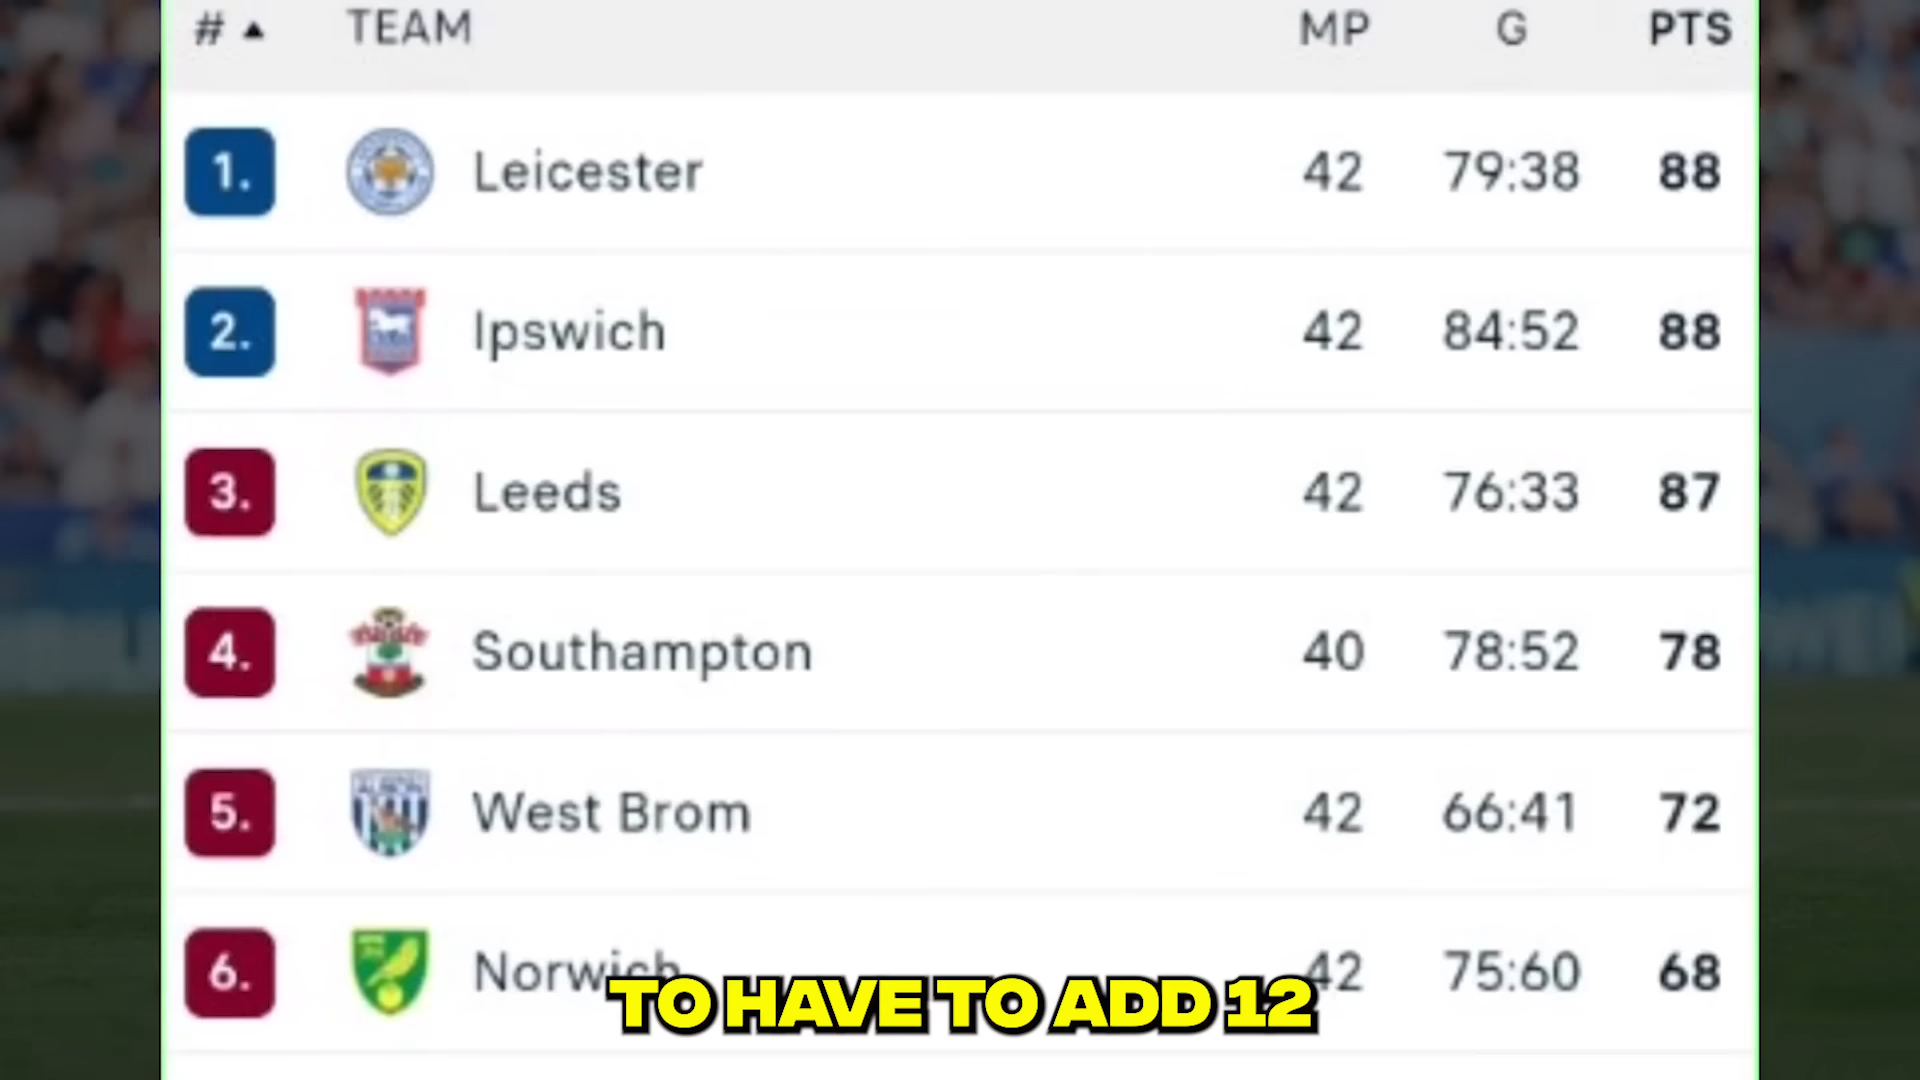 # ▲ TEAM MP G PTS
1. Leicester 42 79:38 88
2. Ipswich 42 84:52 88
3. Leeds 42 76:33 87
4. Southampton 40 78:52 78
5. West Brom 42 66:41 72
6. Norwich 42 75:60 68
TO HAVE TO ADD 12